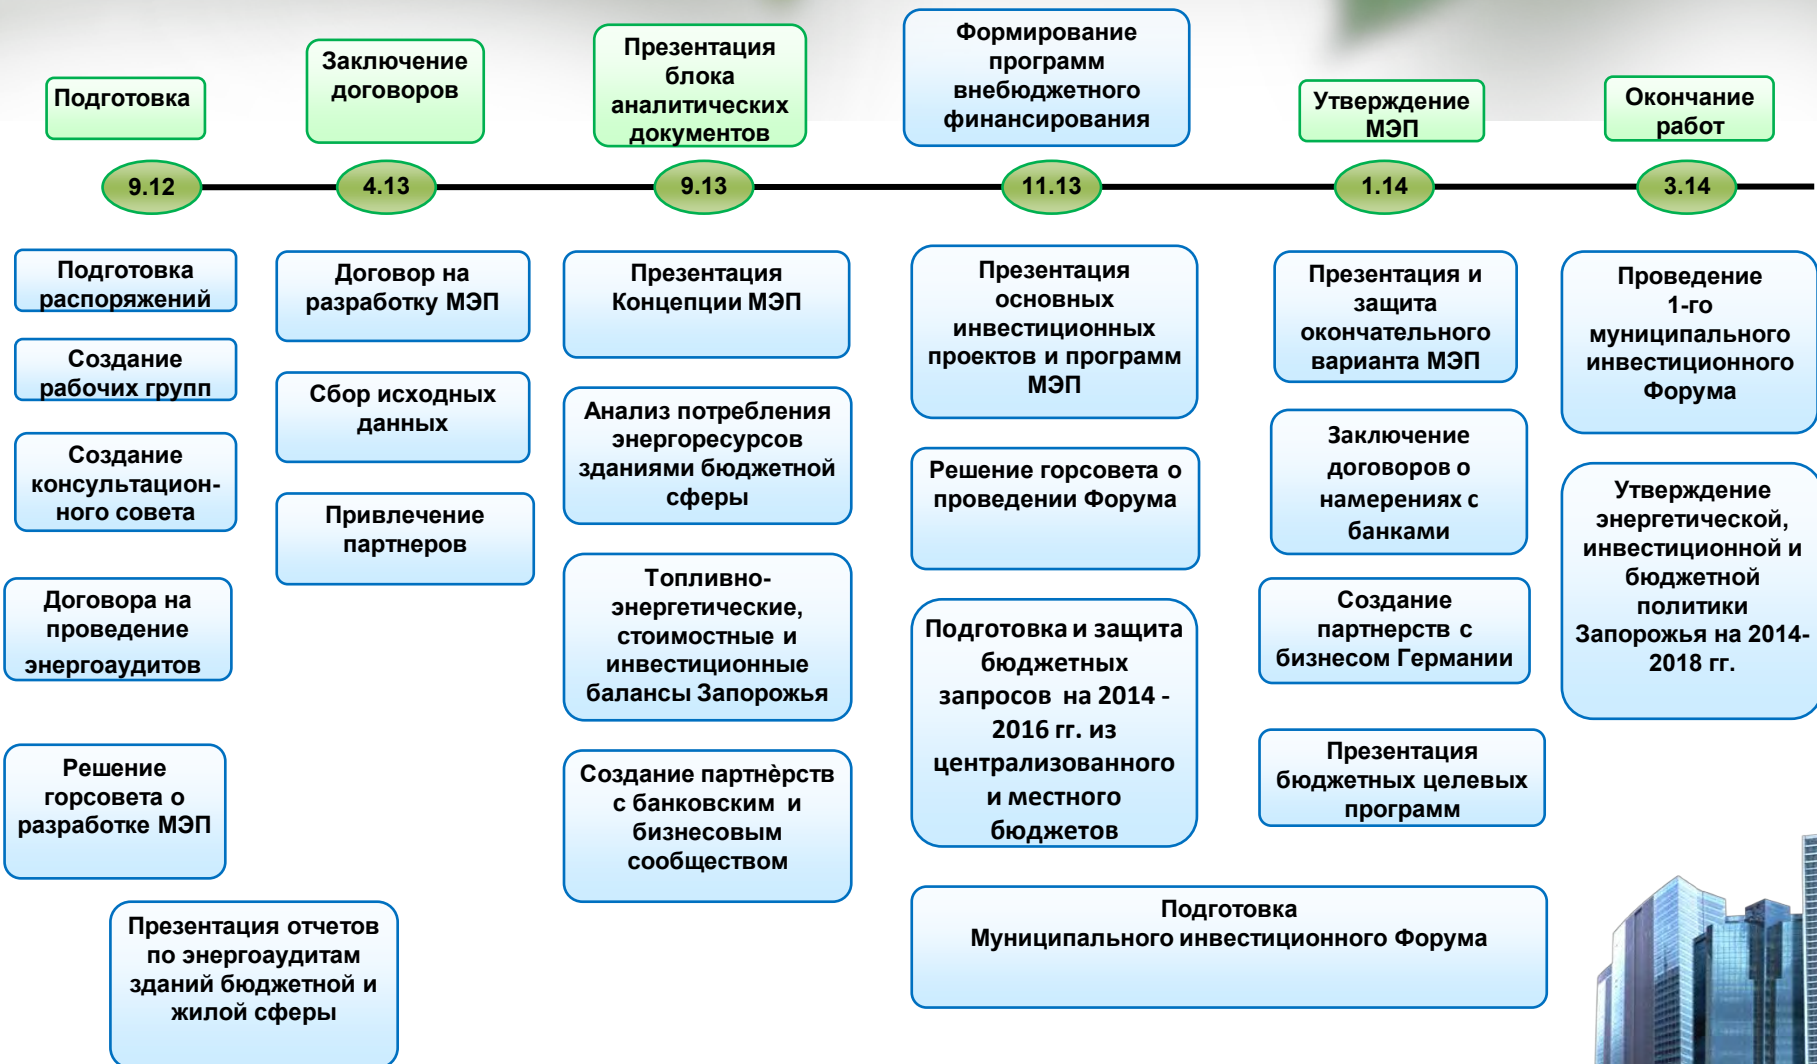 Подготовка
Заключение
договоров
Презентация
блока
аналитических
документов
Формирование
программ
внебюджетного
финансирования
Утверждение
МЭП
Окончание
работ
9.12
4.13
9.13
11.13
1.14
3.14
Подготовка
распоряжений
Создание
рабочих групп
Создание
консультацион-
ного совета
Договора на
проведение
энергоаудитов
Решение
горсовета о
разработке МЭП
Презентация отчетов
по энергоаудитам
зданий бюджетной и
жилой сферы
Договор на
разработку МЭП
Сбор исходных
данных
Привлечение
партнеров
Презентация
Концепции МЭП
Анализ потребления
энергоресурсов
зданиями бюджетной
сферы
Топливно-
энергетические,
стоимостные и
инвестиционные
балансы Запорожья
Создание партнѐрств
с банковским и
бизнесовым
сообществом
Презентация
основных
инвестиционных
проектов и программ
МЭП
Решение горсовета о
проведении Форума
Подготовка и защита
бюджетных
запросов на 2014 -
2016 гг. из
централизованного
и местного
бюджетов
Подготовка
Муниципального инвестиционного Форума
Презентация и
защита
окончательного
варианта МЭП
Заключение
договоров о
намерениях с
банками
Создание
партнерств с
бизнесом Германии
Презентация
бюджетных целевых
программ
Проведение
1-го
муниципального
инвестиционного
Форума
Утверждение
энергетической,
инвестиционной и
бюджетной
политики
Запорожья на 2014-
2018 гг.